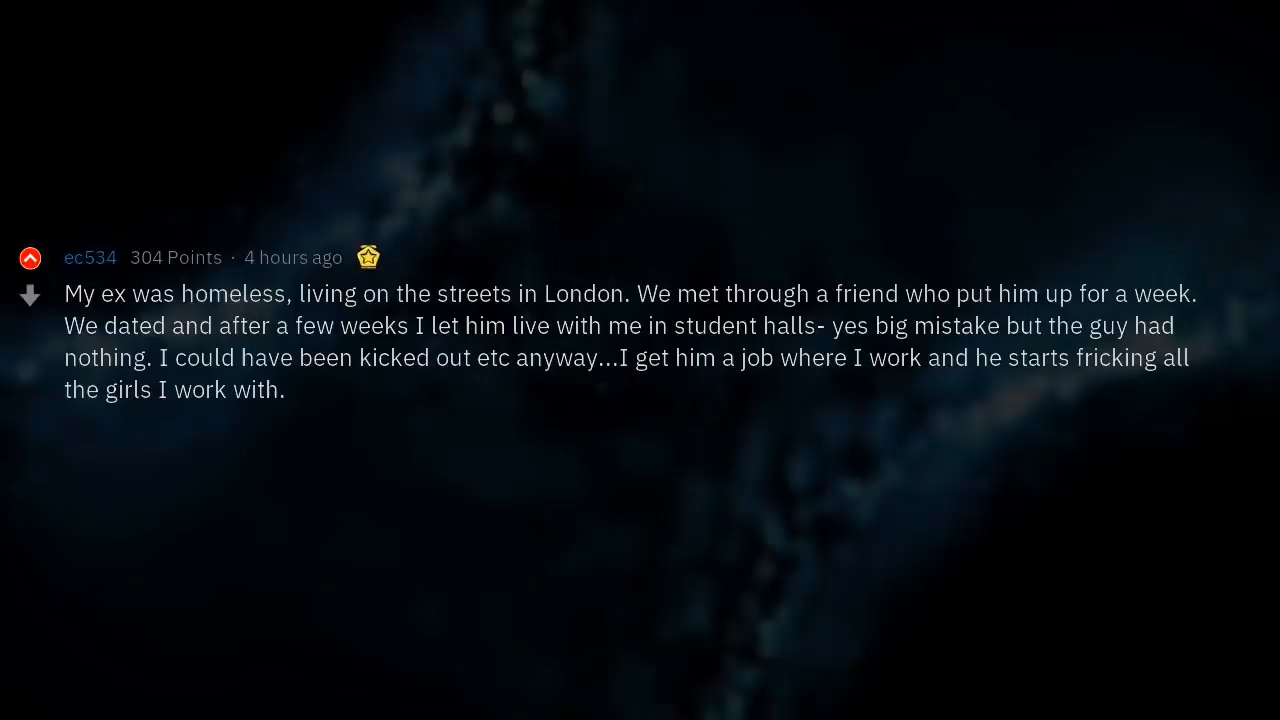 ec534 304 Points · 4 hours ago
My ex was homeless, living on the streets in London. We met through a friend who put him up for a week.
We dated and after a few weeks I let him live with me in student halls- yes big mistake but the guy had
nothing. I could have been kicked out etc anyway...I get him a job where I work and he starts fricking all
the girls I work with.